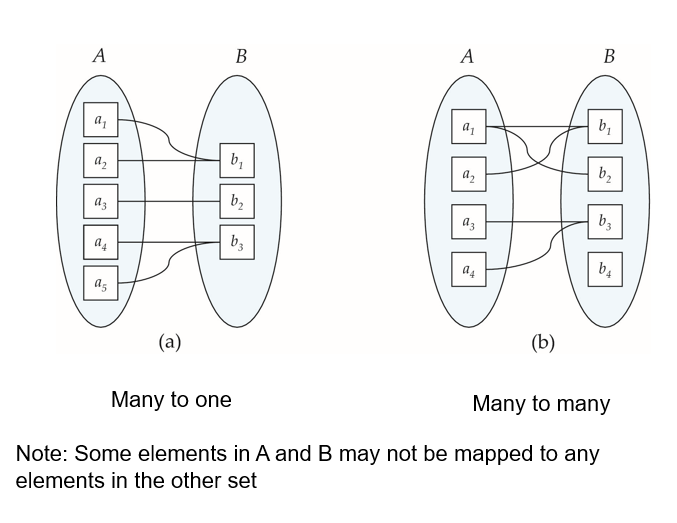 A B
a1
a2
a3
a4
a5
b1
b2
b3
(a)
Many to one
A B
a1
a2
a3
a4
b1
b2
b3
b4
(b)
Many to many
Note: Some elements in A and B may not be mapped to any
elements in the other set